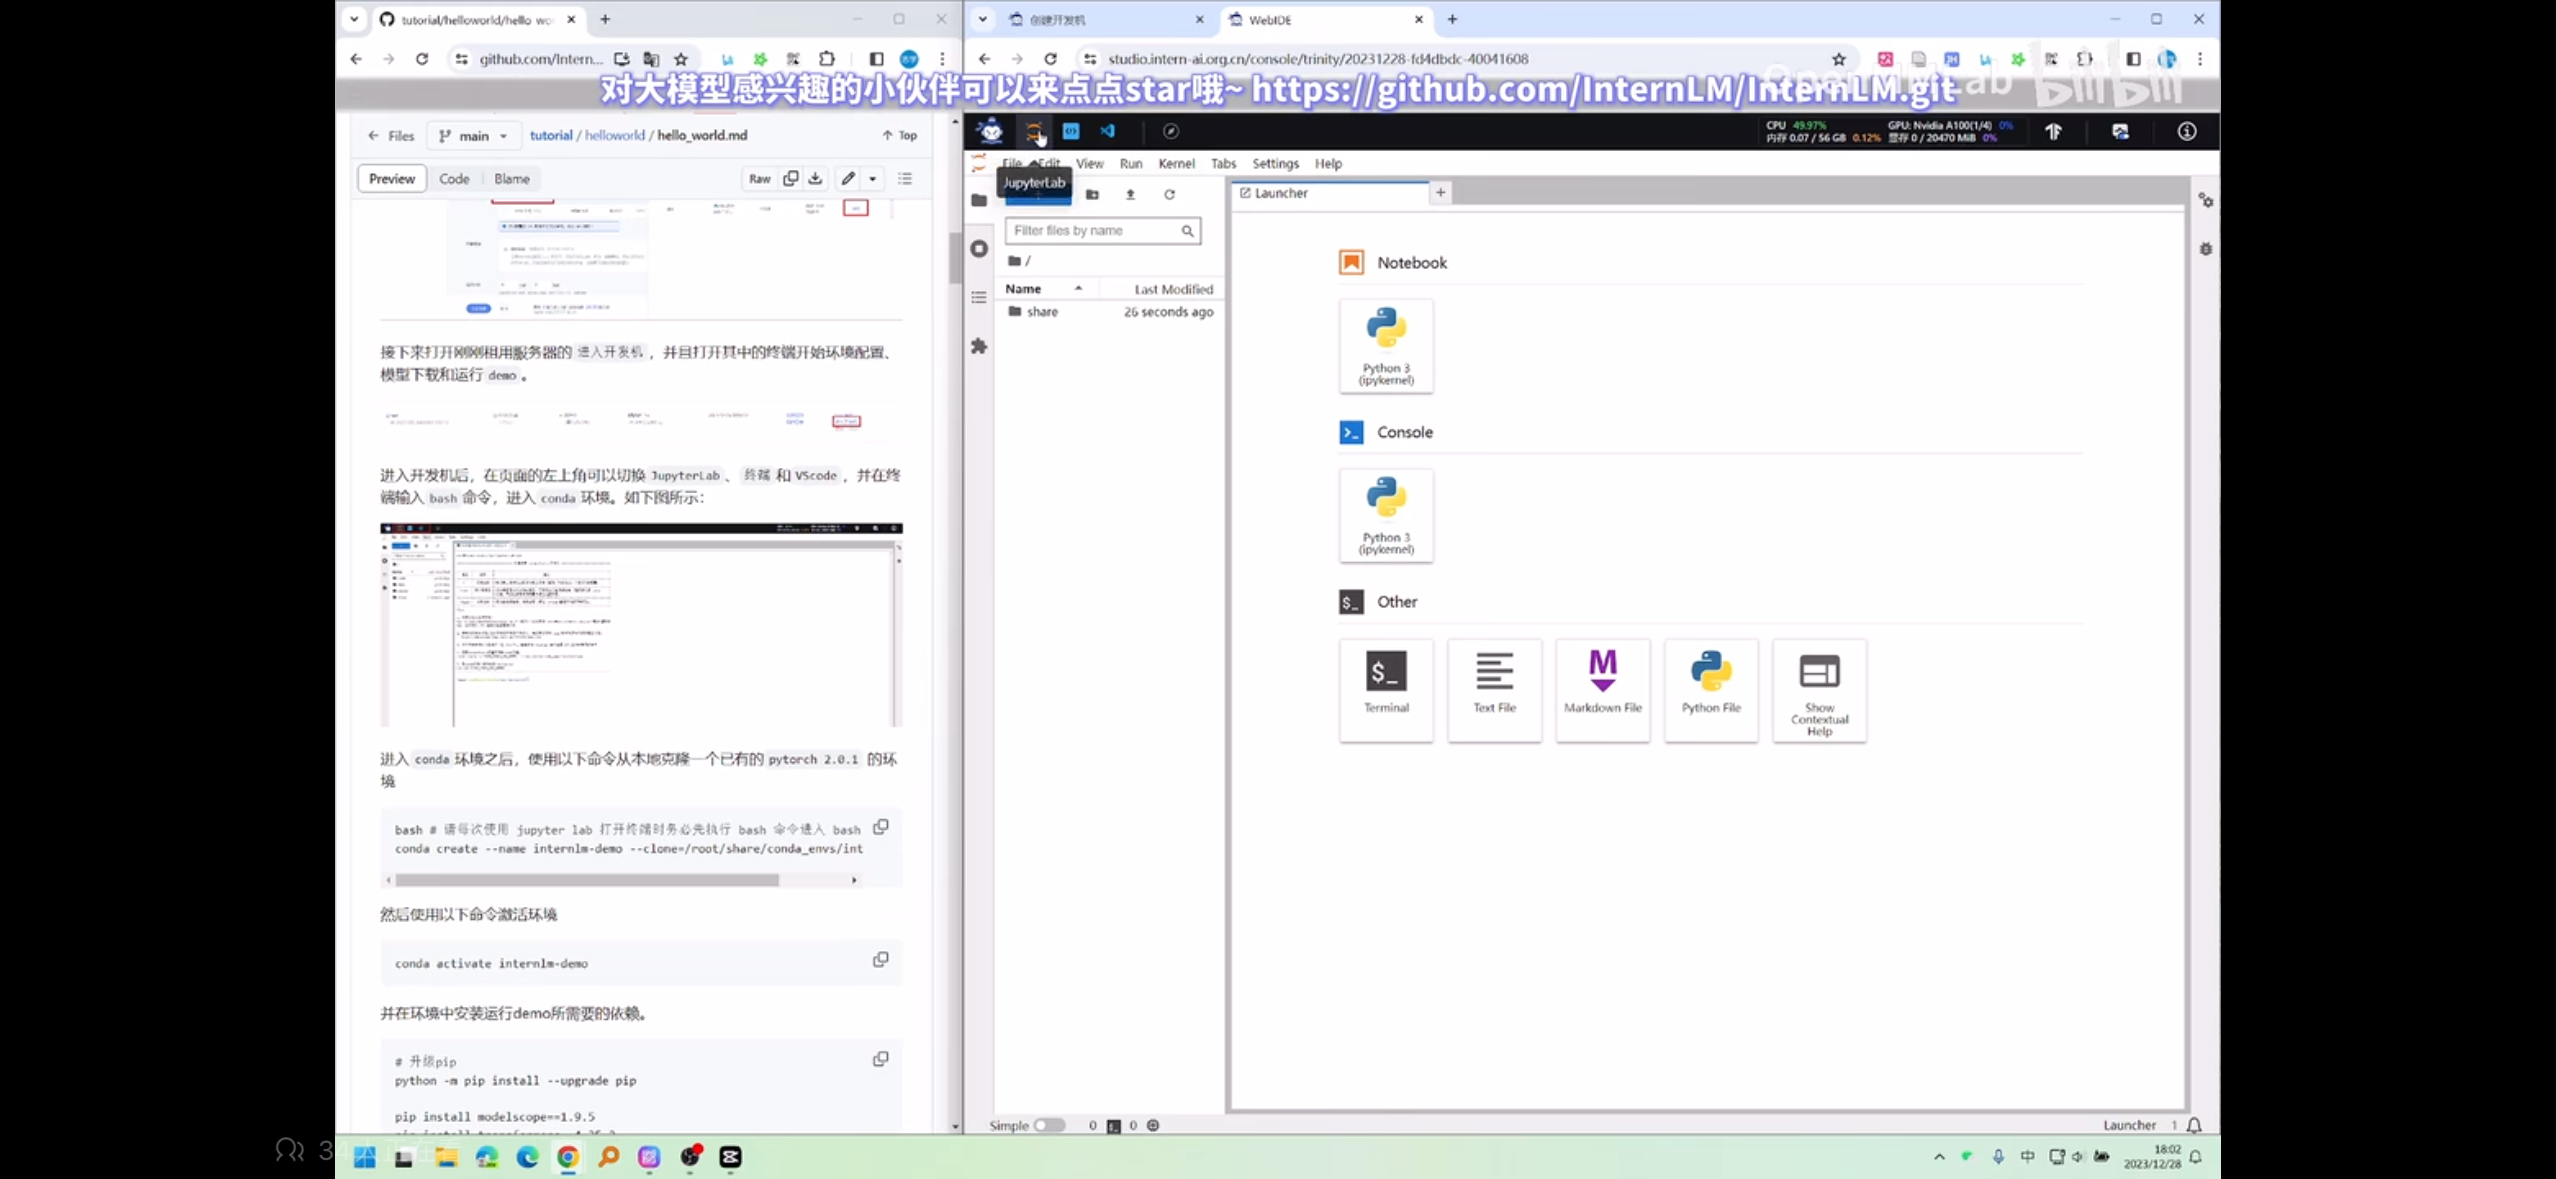 tutorial/helloworld/hello_wo
github.com/Intern...
创建开发机
WebIDE
studio.intern-ai.org.cn/console/trinity/20231228-fd4dbdc-40041608
OpenMMLab bilibili
对大模型感兴趣的小伙伴可以来点点star哦~ https://github.com/InternLM/InternLM.git
Files
main
tutorial / helloworld / hello_world.md
Top
Preview
Code
Blame
Raw
接下来打开刚刚租用服务器的 进入开发机 ，并且打开其中的终端开始环境配置、
模型下载和运行 demo 。
进入开发机后，在页面的左上角可以切换 JupyterLab 、 终端 和 VScode ，并在终
端输入 bash 命令，进入 conda 环境。如下图所示：
进入 conda 环境之后，使用以下命令从本地克隆一个已有的 pytorch 2.0.1 的环
境
bash # 请每次使用 jupyter lab 打开终端时务必先执行 bash 命令进入 bash
conda create --name internlm-demo --clone=/root/share/conda_envs/int
然后使用以下命令激活环境
conda activate internlm-demo
并在环境中安装运行demo所需要的依赖。
# 升级pip
python -m pip install --upgrade pip
pip install modelscope==1.9.5
CPU 49.97%
内存 0.07 / 56 GB 0.12%
GPU: Nvidia A100(1/4) 0%
显存 0 / 20470 MiB 0%
File Edit View Run Kernel Tabs Settings Help
JupyterLab
Filter files by name
/
Name
Last Modified
share
26 seconds ago
Launcher
Notebook
Python 3
(ipykernel)
Console
Python 3
(ipykernel)
Other
$_
Terminal
Text File
Markdown File
Python File
Show
Contextual
Help
Simple
0
0
Launcher 1
34人正在看
中
18:02
2023/12/28